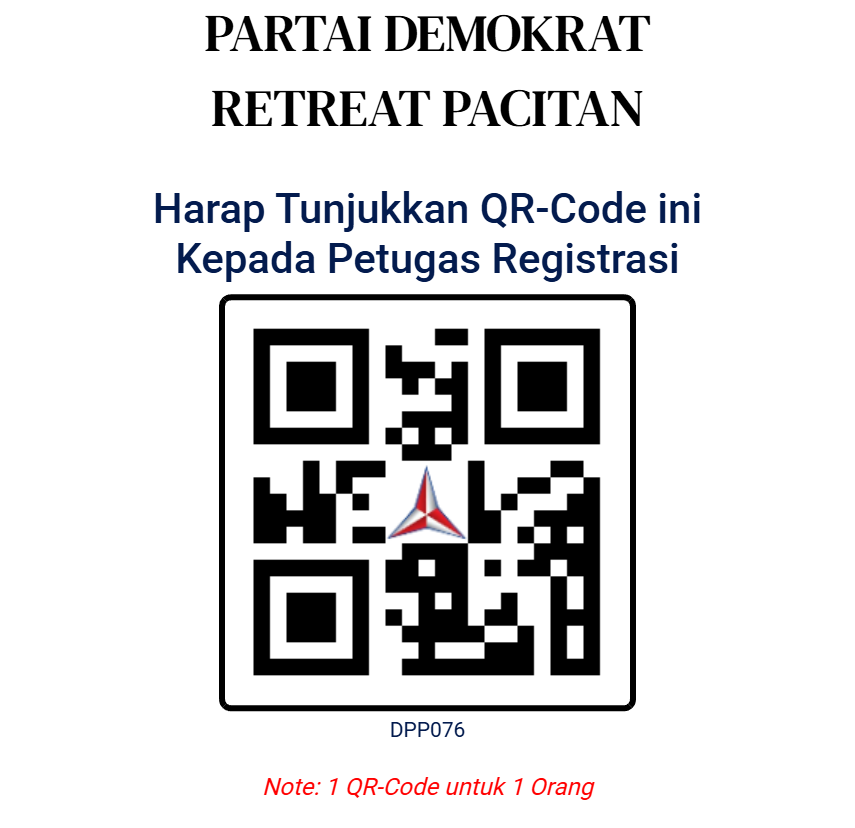 PARTAI DEMOKRAT
RETREAT PACITAN
Harap Tunjukkan QR-Code ini
Kepada Petugas Registrasi
DPP076
Note: 1 QR-Code untuk 1 Orang